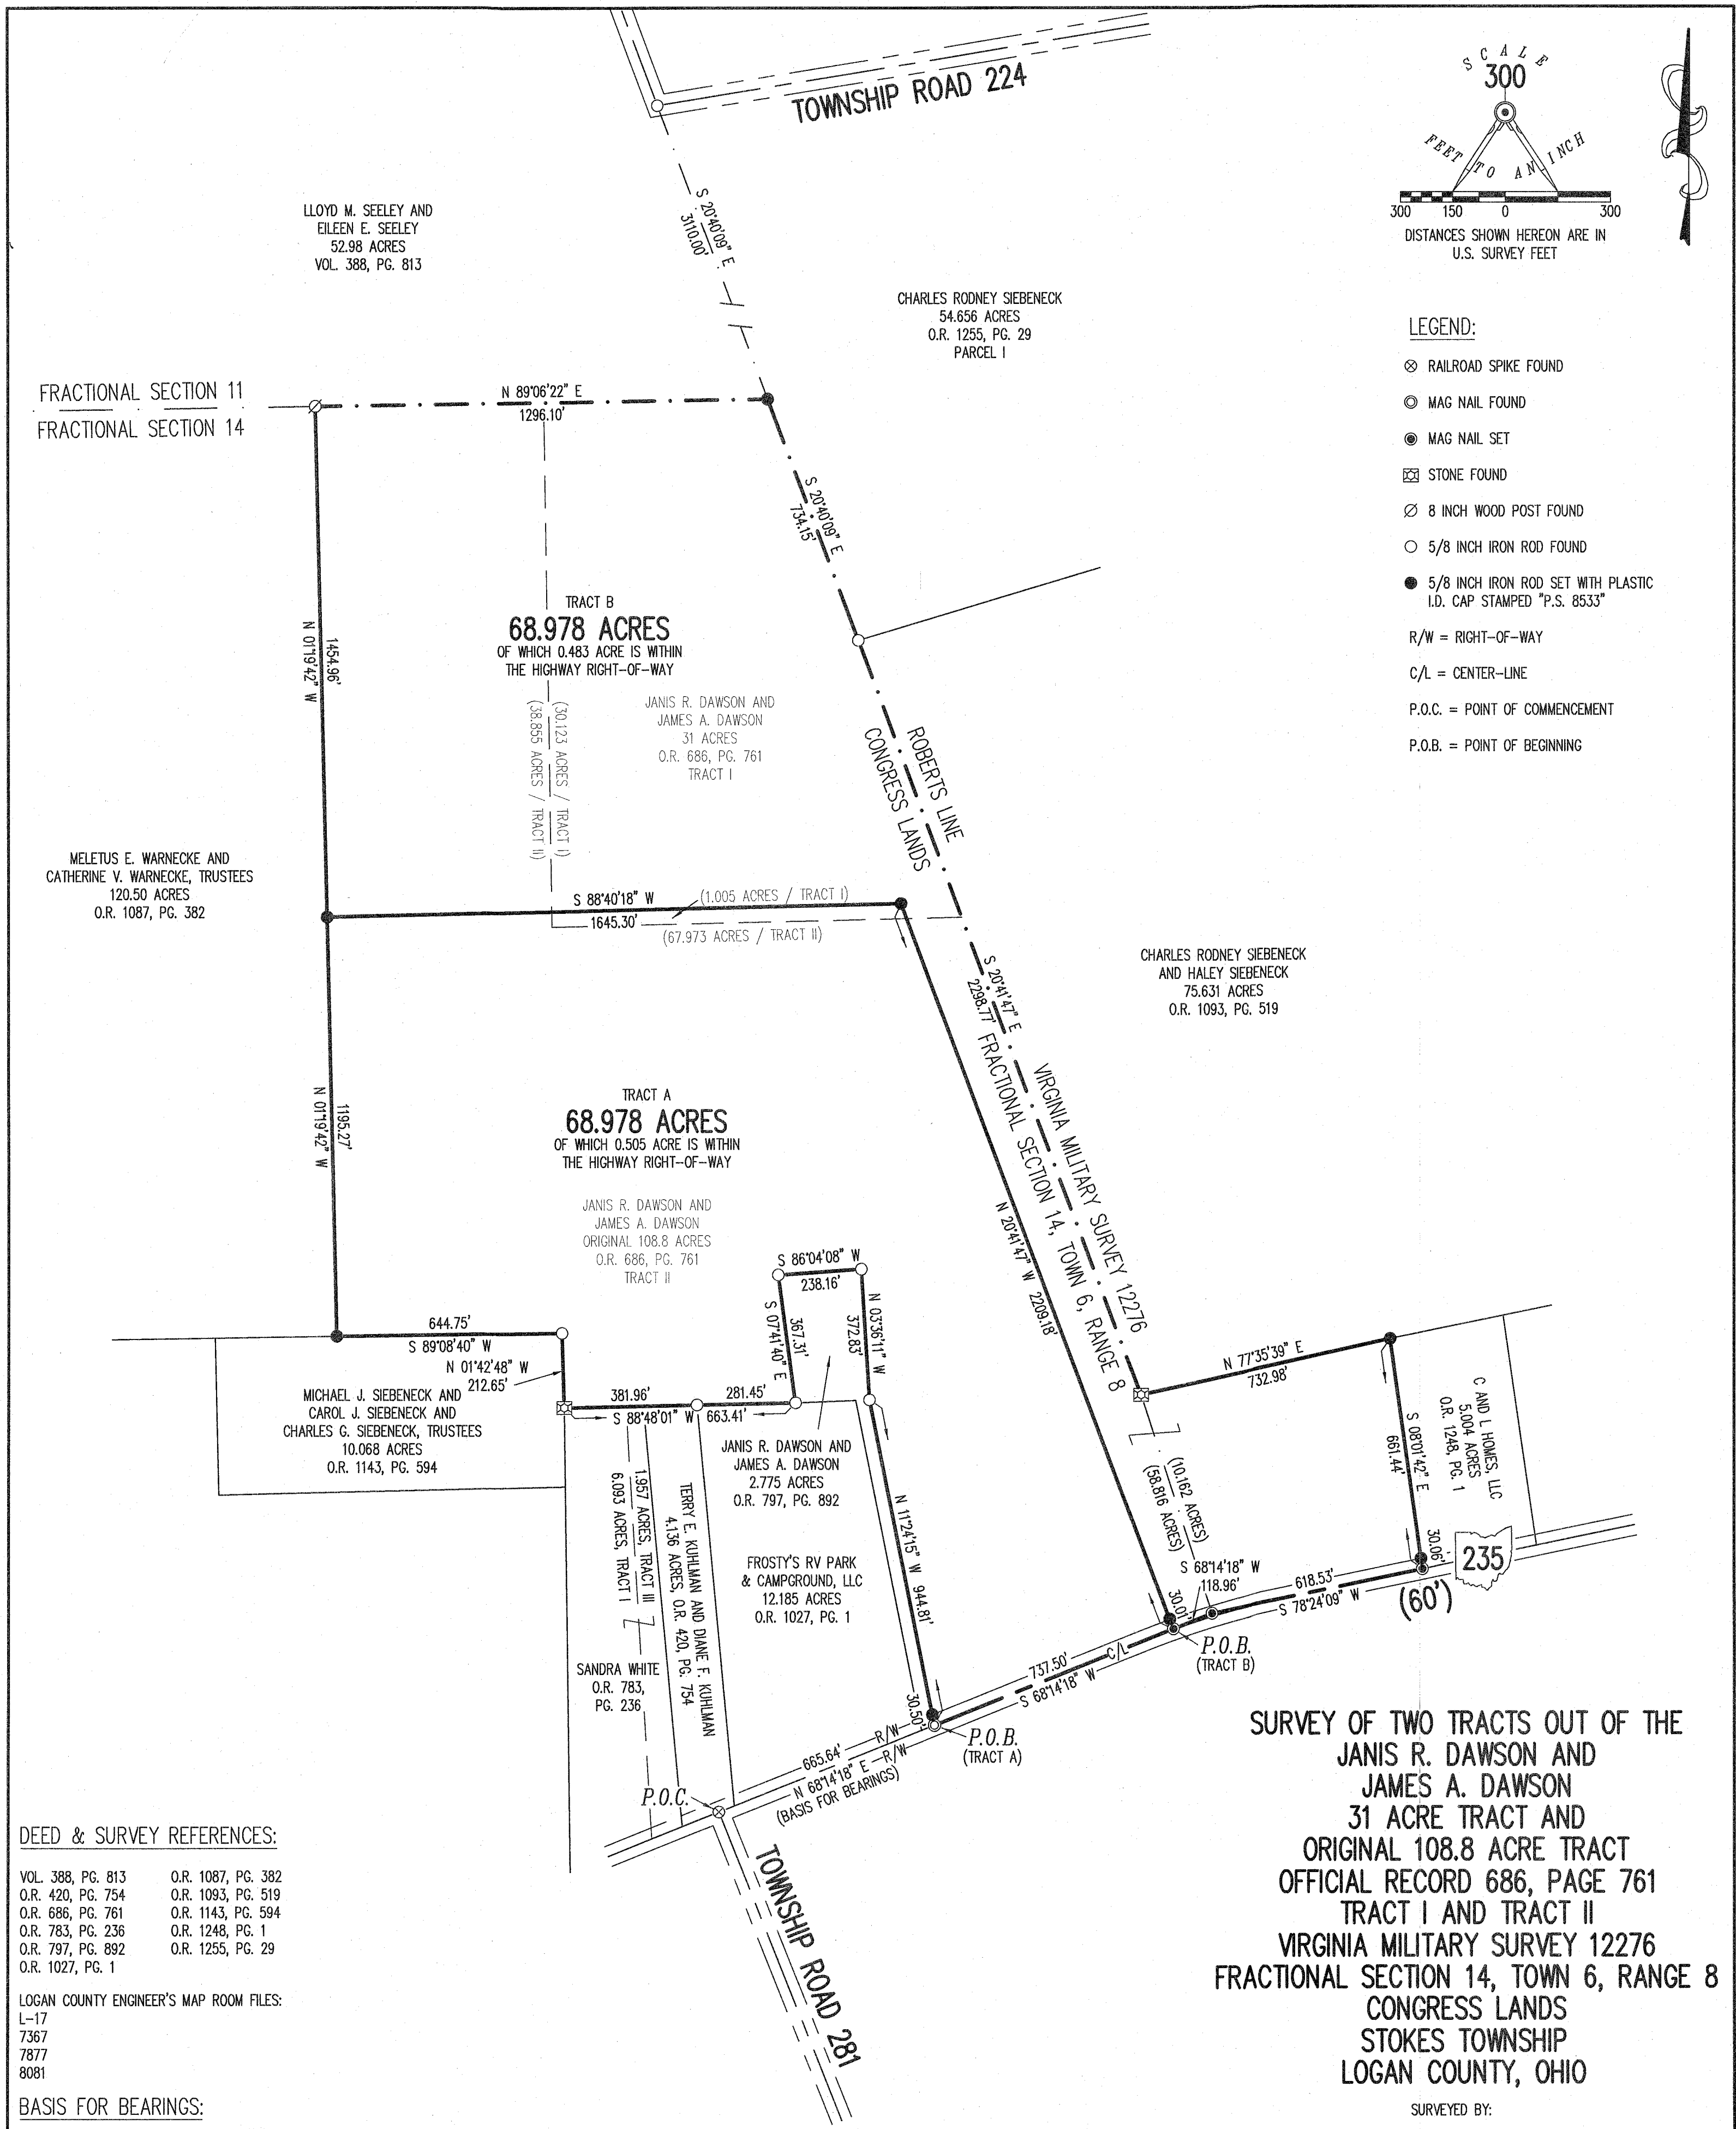 TOWNSHIP ROAD 224
SCALE
300
FEET TO AN INCH
300 150 0 300
DISTANCES SHOWN HEREON ARE IN
U.S. SURVEY FEET
LLOYD M. SEELEY AND
EILEEN E. SEELEY
52.98 ACRES
VOL. 388, PG. 813
S 20°40'09" E
3110.00'
CHARLES RODNEY SIEBENECK
54.656 ACRES
O.R. 1255, PG. 29
PARCEL I
LEGEND:
RAILROAD SPIKE FOUND
MAG NAIL FOUND
MAG NAIL SET
STONE FOUND
8 INCH WOOD POST FOUND
5/8 INCH IRON ROD FOUND
5/8 INCH IRON ROD SET WITH PLASTIC
I.D. CAP STAMPED "P.S. 8533"
R/W = RIGHT-OF-WAY
C/L = CENTER-LINE
P.O.C. = POINT OF COMMENCEMENT
P.O.B. = POINT OF BEGINNING
FRACTIONAL SECTION 11
FRACTIONAL SECTION 14
N 89°06'22" E
1296.10'
S 20°40'09" E
734.15'
TRACT B
68.978 ACRES
OF WHICH 0.483 ACRE IS WITHIN
THE HIGHWAY RIGHT-OF-WAY
1454.96'
N 01°19'42" W
(30.123 ACRES / TRACT I)
(38.855 ACRES / TRACT II)
JANIS R. DAWSON AND
JAMES A. DAWSON
31 ACRES
O.R. 686, PG. 761
TRACT I
ROBERTS LINE
CONGRESS LANDS
MELETUS E. WARNECKE AND
CATHERINE V. WARNECKE, TRUSTEES
120.50 ACRES
O.R. 1087, PG. 382
S 88°40'18" W
1645.30'
(1.005 ACRES / TRACT I)
(67.973 ACRES / TRACT II)
S 20°41'47" E
2298.77'
CHARLES RODNEY SIEBENECK
AND HALEY SIEBENECK
75.631 ACRES
O.R. 1093, PG. 519
VIRGINIA MILITARY SURVEY 12276
FRACTIONAL SECTION 14, TOWN 6, RANGE 8
1195.27'
N 01°19'42" W
TRACT A
68.978 ACRES
OF WHICH 0.505 ACRE IS WITHIN
THE HIGHWAY RIGHT-OF-WAY
JANIS R. DAWSON AND
JAMES A. DAWSON
ORIGINAL 108.8 ACRES
O.R. 686, PG. 761
TRACT II
N 20°41'47" W 2209.18'
S 86°04'08" W
238.16'
S 07°41'40" E
367.31'
N 03°36'11" W
372.83'
644.75'
S 89°08'40" W
N 01°42'48" W
212.65'
381.96'
281.45'
S 88°48'01" W 663.41'
MICHAEL J. SIEBENECK AND
CAROL J. SIEBENECK AND
CHARLES G. SIEBENECK, TRUSTEES
10.068 ACRES
O.R. 1143, PG. 594
JANIS R. DAWSON AND
JAMES A. DAWSON
2.775 ACRES
O.R. 797, PG. 892
1.957 ACRES, TRACT III
6.093 ACRES, TRACT I
TERRY E. KUHLMAN AND DIANE F. KUHLMAN
4.136 ACRES, O.R. 420, PG. 754
FROSTY'S RV PARK
& CAMPGROUND, LLC
12.185 ACRES
O.R. 1027, PG. 1
SANDRA WHITE
O.R. 783,
PG. 236
N 11°24'15" W 944.81'
30.50'
N 77°35'39" E
732.98'
S 08°01'42" E
661.44'
30.06'
C AND L HOMES, LLC
5.004 ACRES
O.R. 1248, PG. 1
(10.162 ACRES)
(58.816 ACRES)
S 68°14'18" W
118.96'
30.01'
618.53'
S 78°24'09" W
235
(60')
P.O.B.
(TRACT B)
737.50'
C/L
S 68°14'18" W
P.O.B.
(TRACT A)
665.64'
R/W
N 68°14'18" E
R/W
(BASIS FOR BEARINGS)
P.O.C.
TOWNSHIP ROAD 281
SURVEY OF TWO TRACTS OUT OF THE
JANIS R. DAWSON AND
JAMES A. DAWSON
31 ACRE TRACT AND
ORIGINAL 108.8 ACRE TRACT
OFFICIAL RECORD 686, PAGE 761
TRACT I AND TRACT II
VIRGINIA MILITARY SURVEY 12276
FRACTIONAL SECTION 14, TOWN 6, RANGE 8
CONGRESS LANDS
STOKES TOWNSHIP
LOGAN COUNTY, OHIO
SURVEYED BY:
DEED & SURVEY REFERENCES:
VOL. 388, PG. 813 O.R. 1087, PG. 382
O.R. 420, PG. 754 O.R. 1093, PG. 519
O.R. 686, PG. 761 O.R. 1143, PG. 594
O.R. 783, PG. 236 O.R. 1248, PG. 1
O.R. 797, PG. 892 O.R. 1255, PG. 29
O.R. 1027, PG. 1
LOGAN COUNTY ENGINEER'S MAP ROOM FILES:
L-17
7367
7877
8081
BASIS FOR BEARINGS: